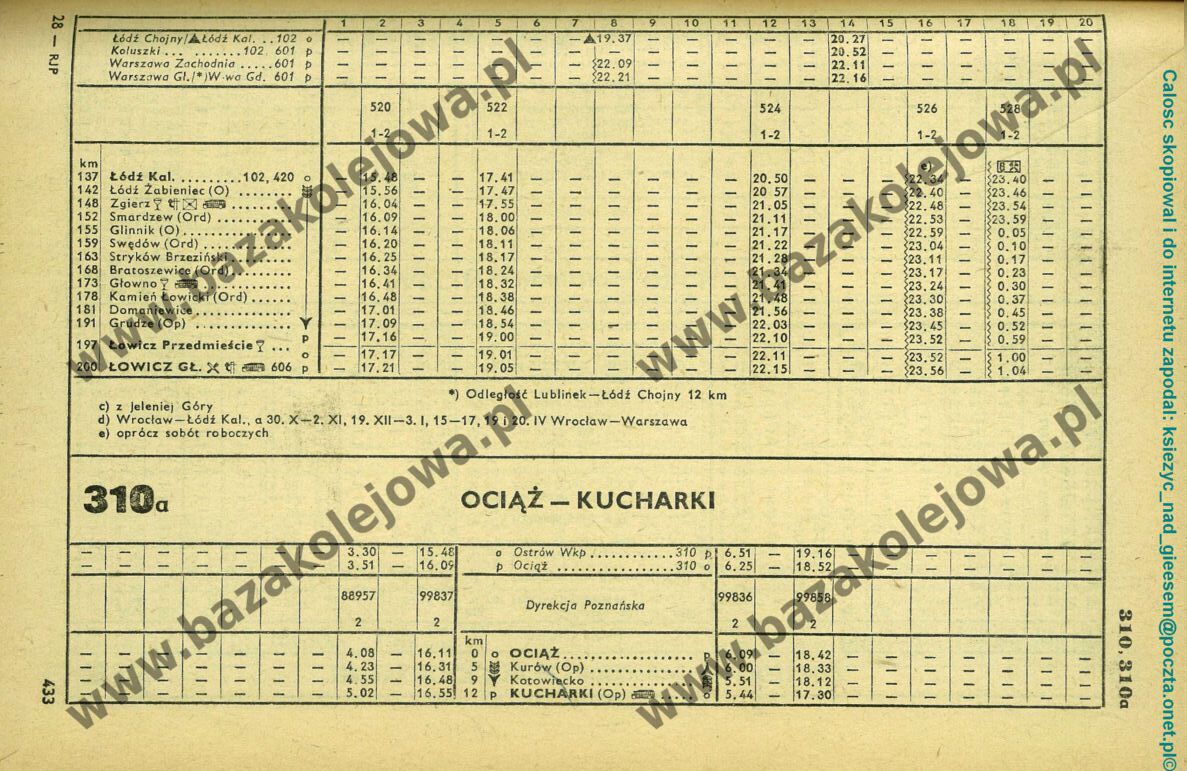 28 — RJP
1 2 3 4 5 6 7 8 9 10 11 12 13 14 15 16 17 18 19 20
Łódź Chojny/▲Łódź Kal. . .102 o — — — — — — — ▲19.37 — — — — — 20.27 — — — — — —
Koluszki . . . . . . . . . . 102, 601 p — — — — — — — — — — — — 20.52 — — — — — —
Warszawa Zachodnia . . . . . 601 p — — — — — — — 22.09 — — — — — 22.11 — — — — — —
Warszawa Gł./*)W-wa Gd. 601 p — — — — — — — 22.21 — — — — — 22.16 — — — — — —
520 522 524 526 528
1-2 1-2 1-2 1-2 1-2
km e)
137 Łódź Kal. . . . . . . . . . 102, 420 o — 15.48 — — 17.41 — — — — — — 20.50 — — — 22.34 — 23.40 — —
142 Łódź Żabieniec (O) . . . . . . . . — 15.56 — — 17.47 — — — — — — 20 57 — — — 22.40 — 23.46 — —
148 Zgierz . . . . . . . . — 16.04 — — 17.55 — — — — — — 21.05 — — — 22.48 — 23.54 — —
152 Smardzew (Ord) . . . . . . . . — 16.09 — — 18.00 — — — — — — 21.11 — — — 22.53 — 23.59 — —
155 Glinnik (O) . . . . . . . . — 16.14 — — 18.06 — — — — — — 21.17 — — — 22.59 — 0.05 — —
159 Swędów (Ord) . . . . . . . . — 16.20 — — 18.11 — — — — — — 21.22 — — — 23.04 — 0.10 — —
163 Stryków Brzeziński . . . . . . . . — 16.25 — — 18.17 — — — — — — 21.28 — — — 23.11 — 0.17 — —
168 Bratoszewice (Ord) . . . . . . . . — 16.34 — — 18.24 — — — — — — 21.34 — — — 23.17 — 0.23 — —
173 Głowno . . . . . . . . — 16.41 — — 18.32 — — — — — — 21.41 — — — 23.24 — 0.30 — —
178 Kamień Łowicki (Ord) . . . . . . — 16.48 — — 18.38 — — — — — — 21.48 — — — 23.30 — 0.37 — —
181 Domaniewice . . . . . . . . — 17.01 — — 18.46 — — — — — — 21.56 — — — 23.38 — 0.45 — —
191 Grudze (Op) . . . . . . . . — 17.09 — — 18.54 — — — — — — 22.03 — — — 23.45 — 0.52 — —
197 Łowicz Przedmieście . . . p — 17.16 — — 19.00 — — — — — — 22.10 — — — 23.52 — 0.59 — —
o — 17.17 — — 19.01 — — — — — — 22.11 — — — 23.52 — 1.00 — —
200 ŁOWICZ GŁ. 606 p — 17.21 — — 19.05 — — — — — — 22.15 — — — 23.56 — 1.04 — —
*) Odległość Lublinek—Łódź Chojny 12 km
c) z Jeleniej Góry
d) Wrocław—Łódź Kal., a 30. X—2. XI, 19. XII—3. I, 15—17, 19 i 20. IV Wrocław—Warszawa
e) oprócz sobót roboczych
310a OCIĄŻ — KUCHARKI
— — — — — — — 3.30 — 15.48 o Ostrów Wkp . . . . . . . . . . . . 310 p 6.51 — 19.16 — — — — — — —
— — — — — — — 3.51 — 16.09 p Ociąż . . . . . . . . . . . . . . . . 310 o 6.25 — 18.52 — — — — — — —
88957 99837 Dyrekcja Poznańska 99836 99858
2 2 2 2
km
— — — — — — — 4.08 — 16.11 0 o OCIĄŻ . . . . . . . . . . . . p 6.09 — 18.42 — — — — — — —
— — — — — — — 4.23 — 16.31 5 Kurów (Op) . . . . . . . . . . . . 6.00 — 18.33 — — — — — — —
— — — — — — — 4.55 — 16.48 9 Kotowiecko . . . . . . . . . . . . 5.51 — 18.12 — — — — — — —
— — — — — — — 5.02 — 16.55 12 p KUCHARKI (Op) . . . . . . . . o 5.44 — 17.30 — — — — — — —
433
310, 310a
Calosc skopiowal i do internetu zapodal: ksiezyc_nad_gieesem@poczta.onet.pl©
www.bazakolejowa.pl
www.bazakolejowa.pl
www.bazakolejowa.pl
www.bazakolejowa.pl